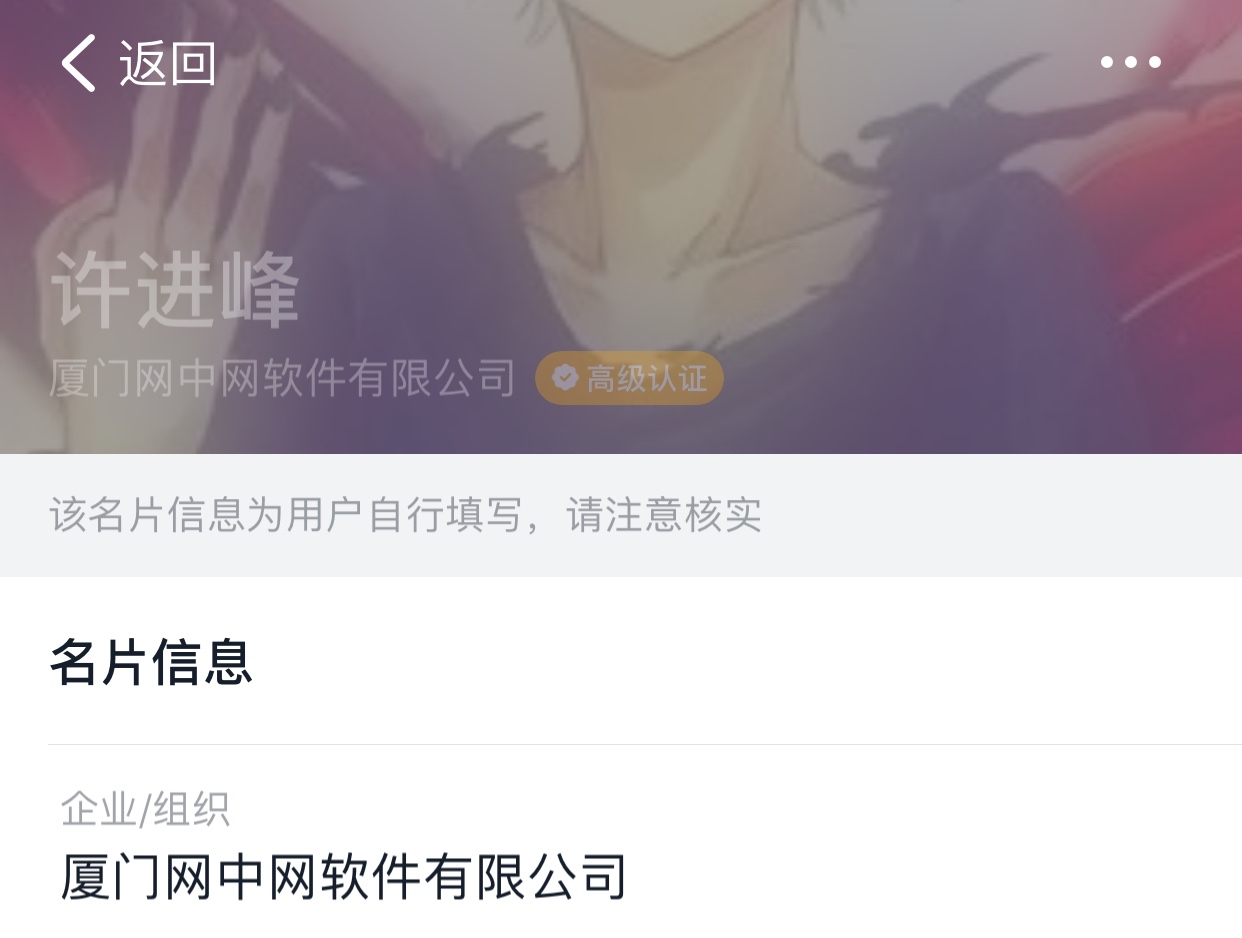 返回
许进峰
厦门网中网软件有限公司 高级认证
该名片信息为用户自行填写，请注意核实
名片信息
企业/组织
厦门网中网软件有限公司